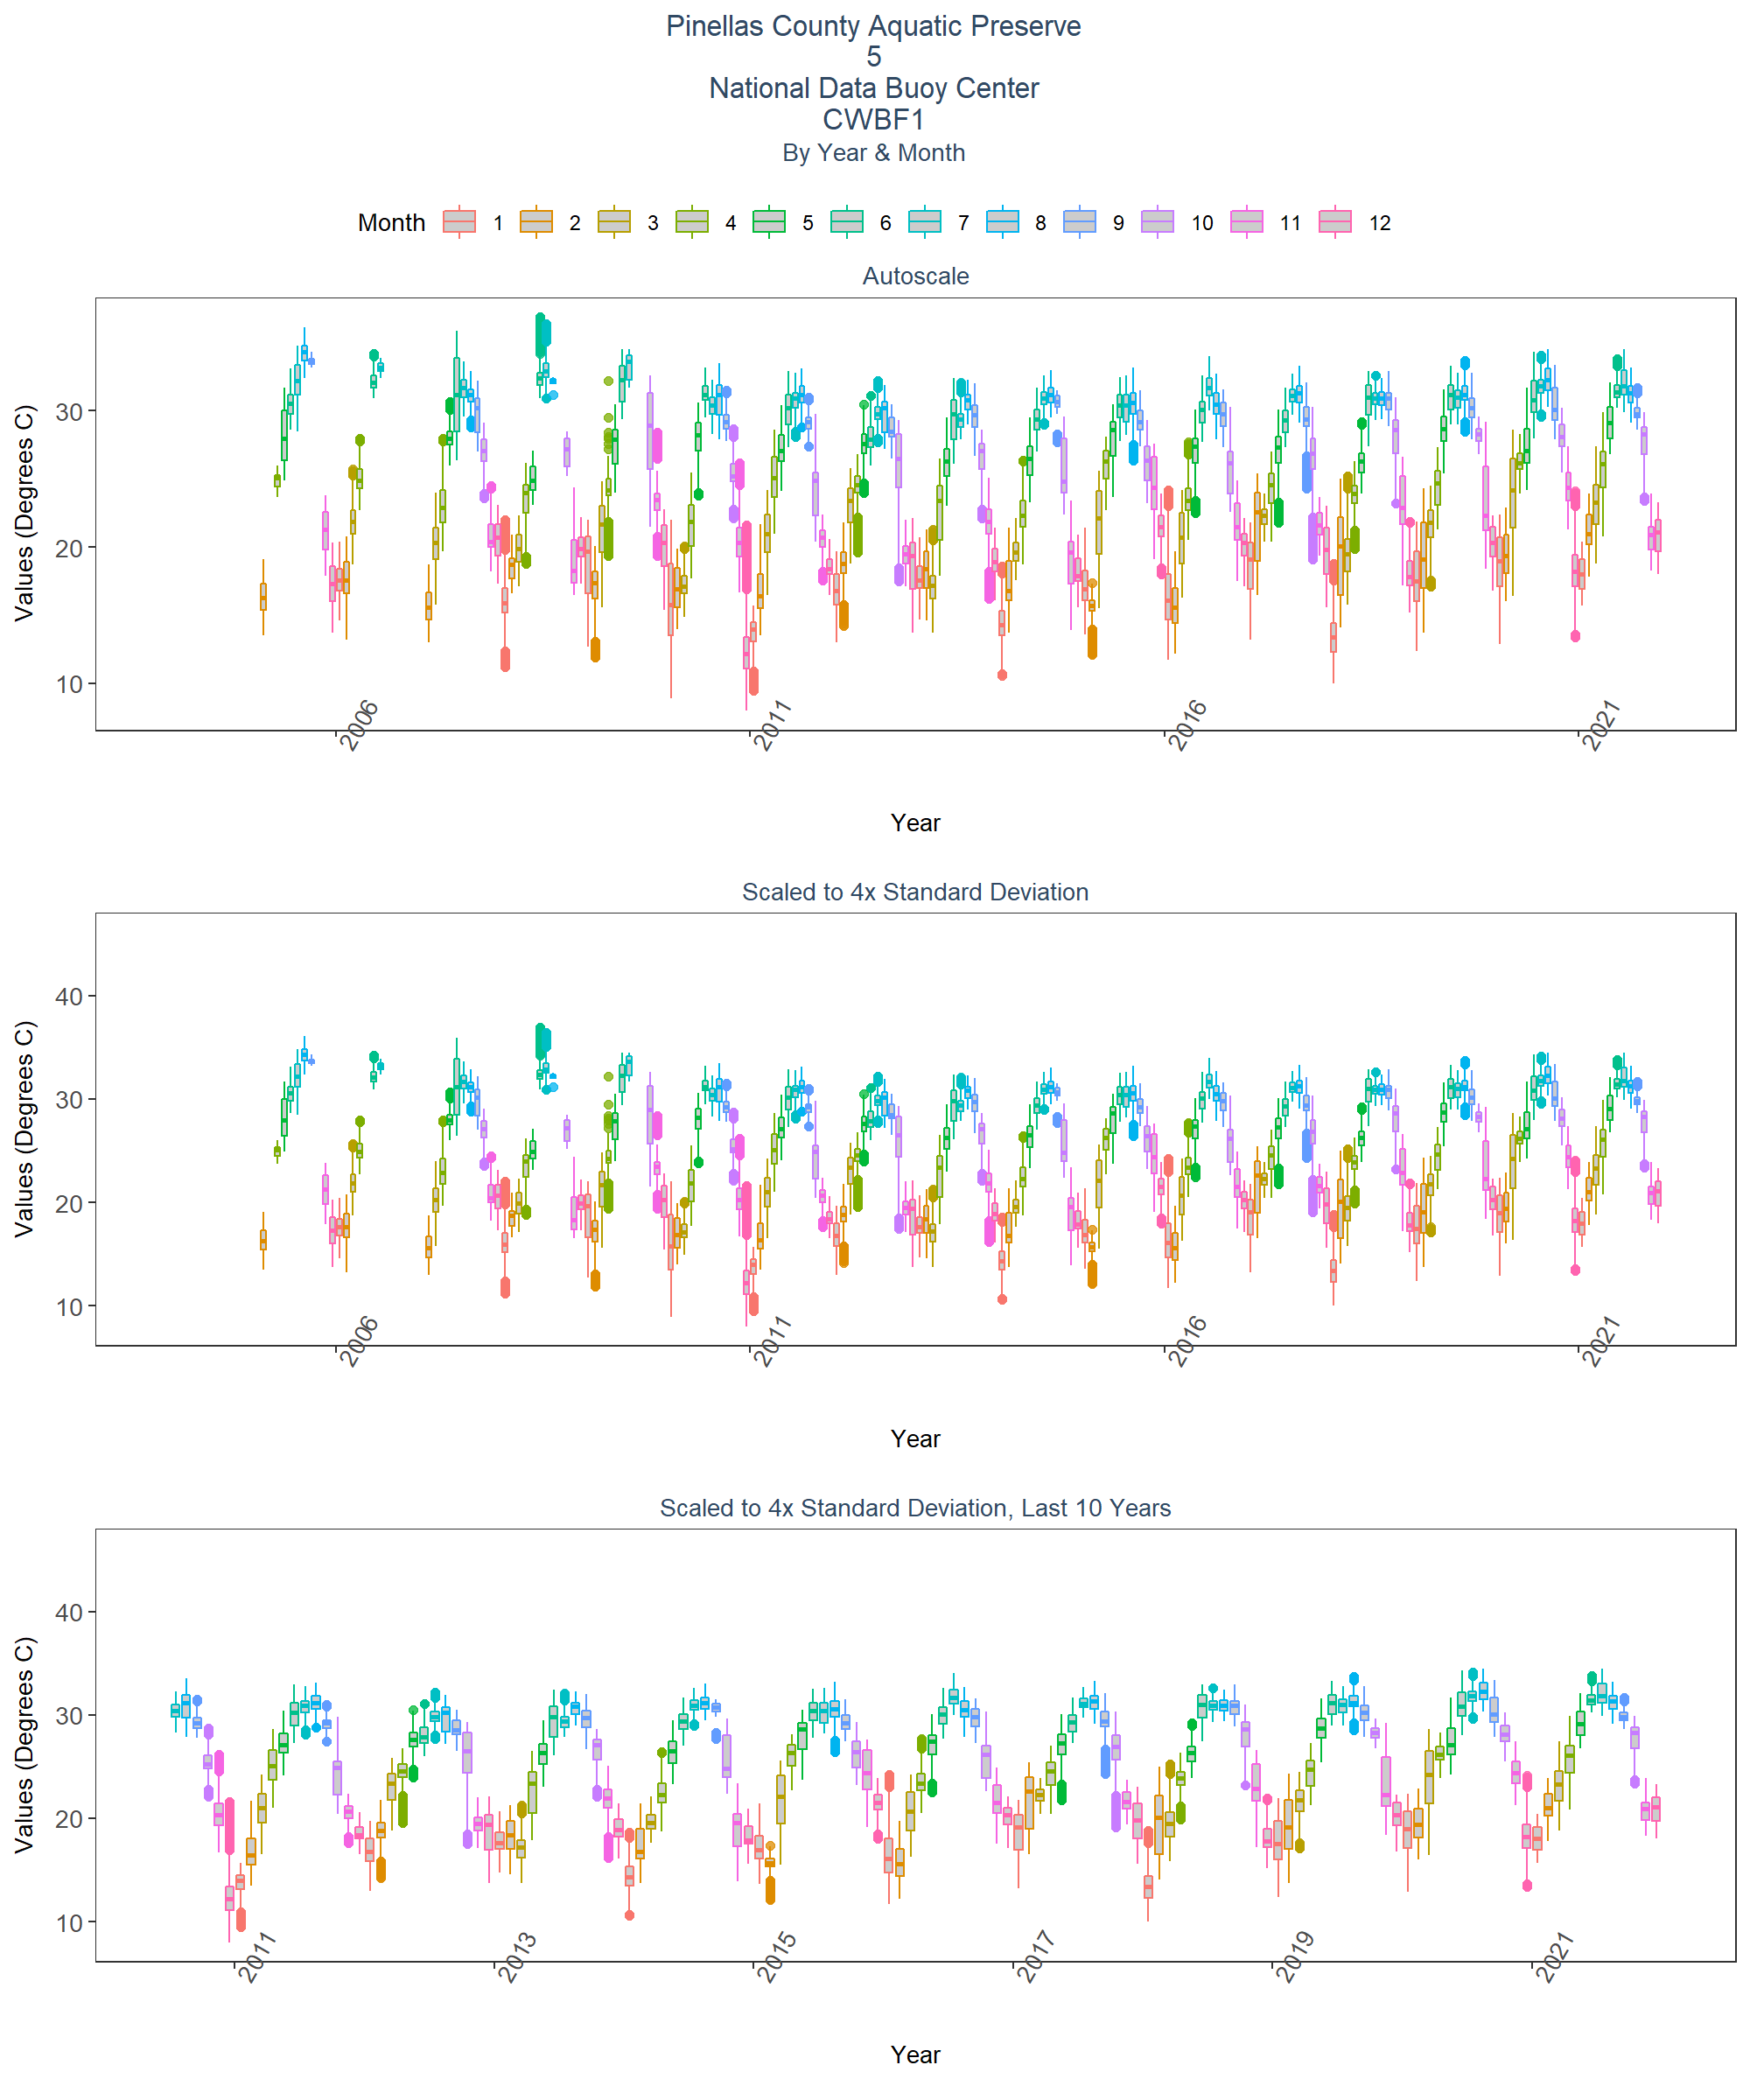 Pinellas County Aquatic Preserve
5
National Data Buoy Center
CWBF1
By Year & Month
Month 1 2 3 4 5 6 7 8 9 10 11 12
Autoscale
Values (Degrees C)
30
20
10
2006 2011 2016 2021
Year
Scaled to 4x Standard Deviation
Values (Degrees C)
40
30
20
10
2006 2011 2016 2021
Year
Scaled to 4x Standard Deviation, Last 10 Years
Values (Degrees C)
40
30
20
10
2011 2013 2015 2017 2019 2021
Year